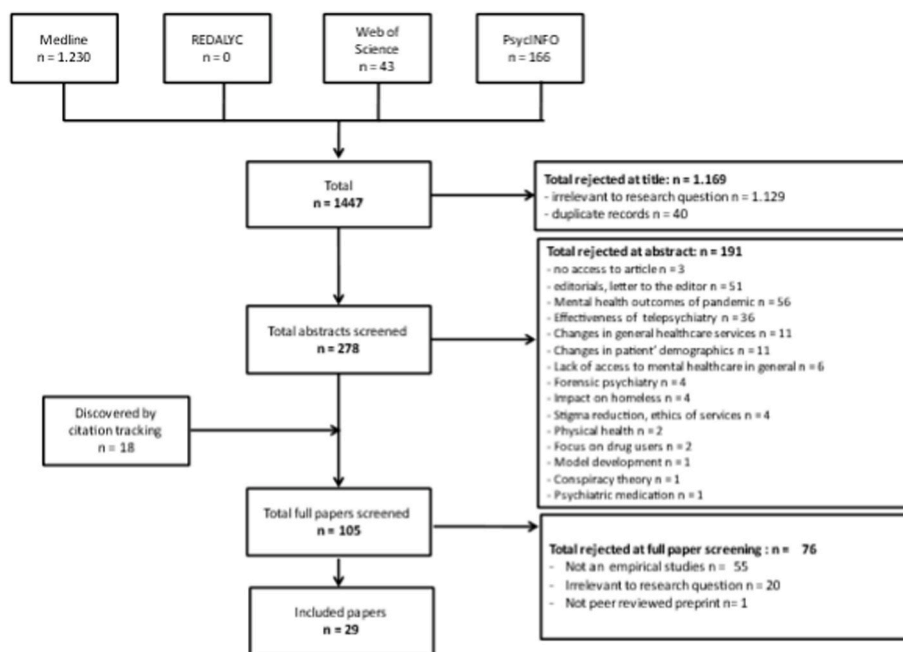 Medline
n = 1.230
REDALYC
n = 0
Web of
Science
n = 43
PsycINFO
n = 166
Total
n = 1447
Total rejected at title: n = 1.169
- irrelevant to research question n = 1.129
- duplicate records n = 40
Total abstracts screened
n = 278
Total rejected at abstract: n = 191
- no access to article n = 3
- editorials, letter to the editor n = 51
- Mental health outcomes of pandemic n = 56
- Effectiveness of telepsychiatry n = 36
- Changes in general healthcare services n = 11
- Changes in patient' demographics n = 11
- Lack of access to mental healthcare in general n = 6
- Forensic psychiatry n = 4
- Impact on homeless n = 4
- Stigma reduction, ethics of services n = 4
- Physical health n = 2
- Focus on drug users n = 2
- Model development n = 1
- Conspiracy theory n = 1
- Psychiatric medication n = 1
Discovered by
citation tracking
n = 18
Total full papers screened
n = 105
Total rejected at full paper screening : n = 76
- Not an empirical studies n = 55
- Irrelevant to research question n = 20
- Not peer reviewed preprint n= 1
Included papers
n = 29